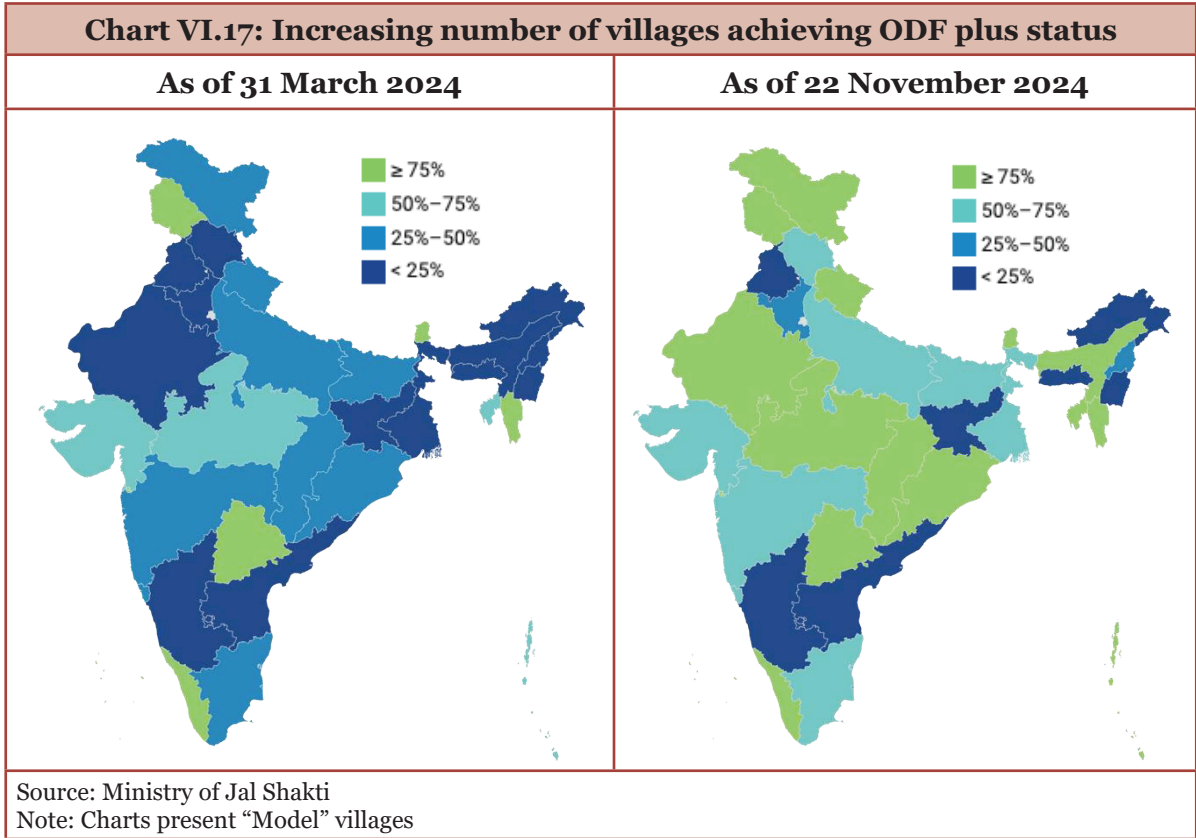 Chart VI.17: Increasing number of villages achieving ODF plus status
As of 31 March 2024
As of 22 November 2024
≥ 75%
50%–75%
25%–50%
< 25%
≥ 75%
50%–75%
25%–50%
< 25%
Source: Ministry of Jal Shakti
Note: Charts present “Model” villages